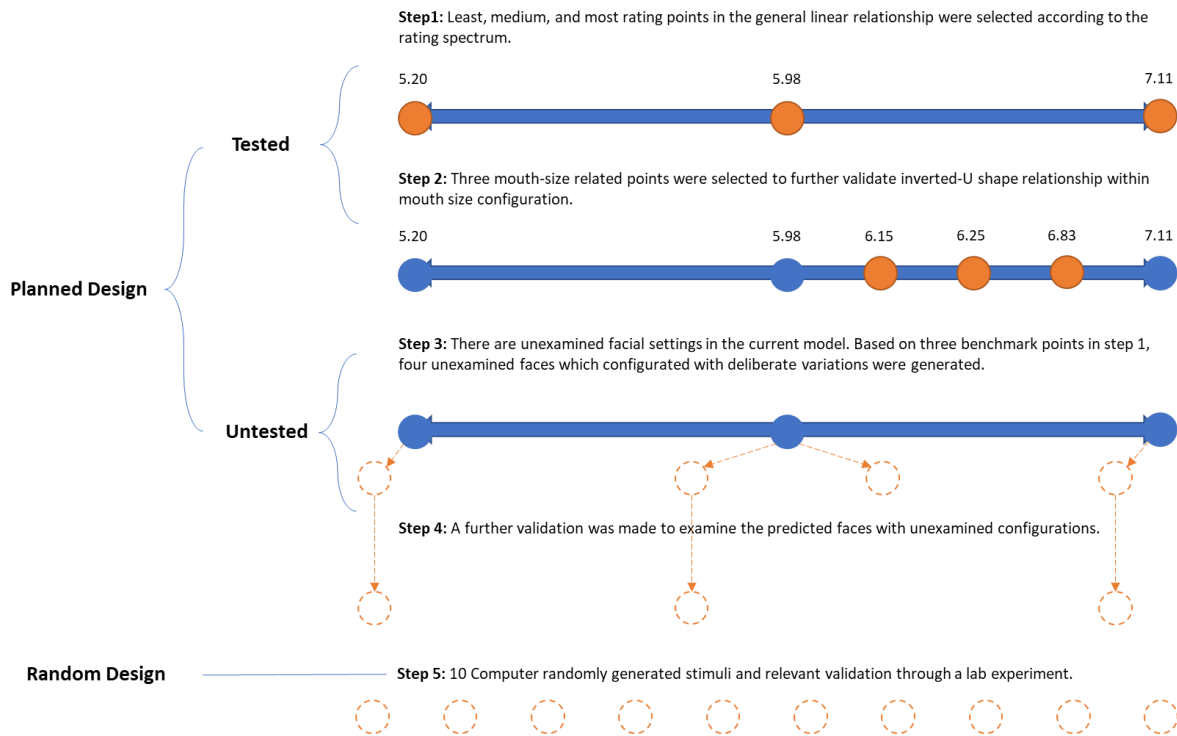 Step1: Least, medium, and most rating points in the general linear relationship were selected according to the
rating spectrum.
5.20 5.98 7.11
Tested
Step 2: Three mouth-size related points were selected to further validate inverted-U shape relationship within
mouth size configuration.
5.20 5.98 6.15 6.25 6.83 7.11
Planned Design
Step 3: There are unexamined facial settings in the current model. Based on three benchmark points in step 1,
four unexamined faces which configurated with deliberate variations were generated.
Untested
Step 4: A further validation was made to examine the predicted faces with unexamined configurations.
Random Design
Step 5: 10 Computer randomly generated stimuli and relevant validation through a lab experiment.